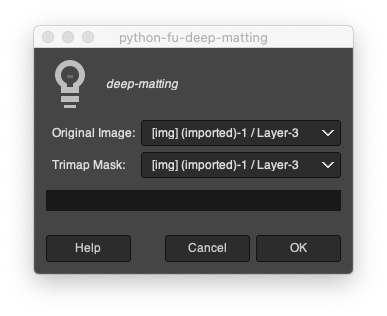 python-fu-deep-matting
deep-matting
Original Image: [img] (imported)-1 / Layer-3
Trimap Mask: [img] (imported)-1 / Layer-3
Help Cancel OK